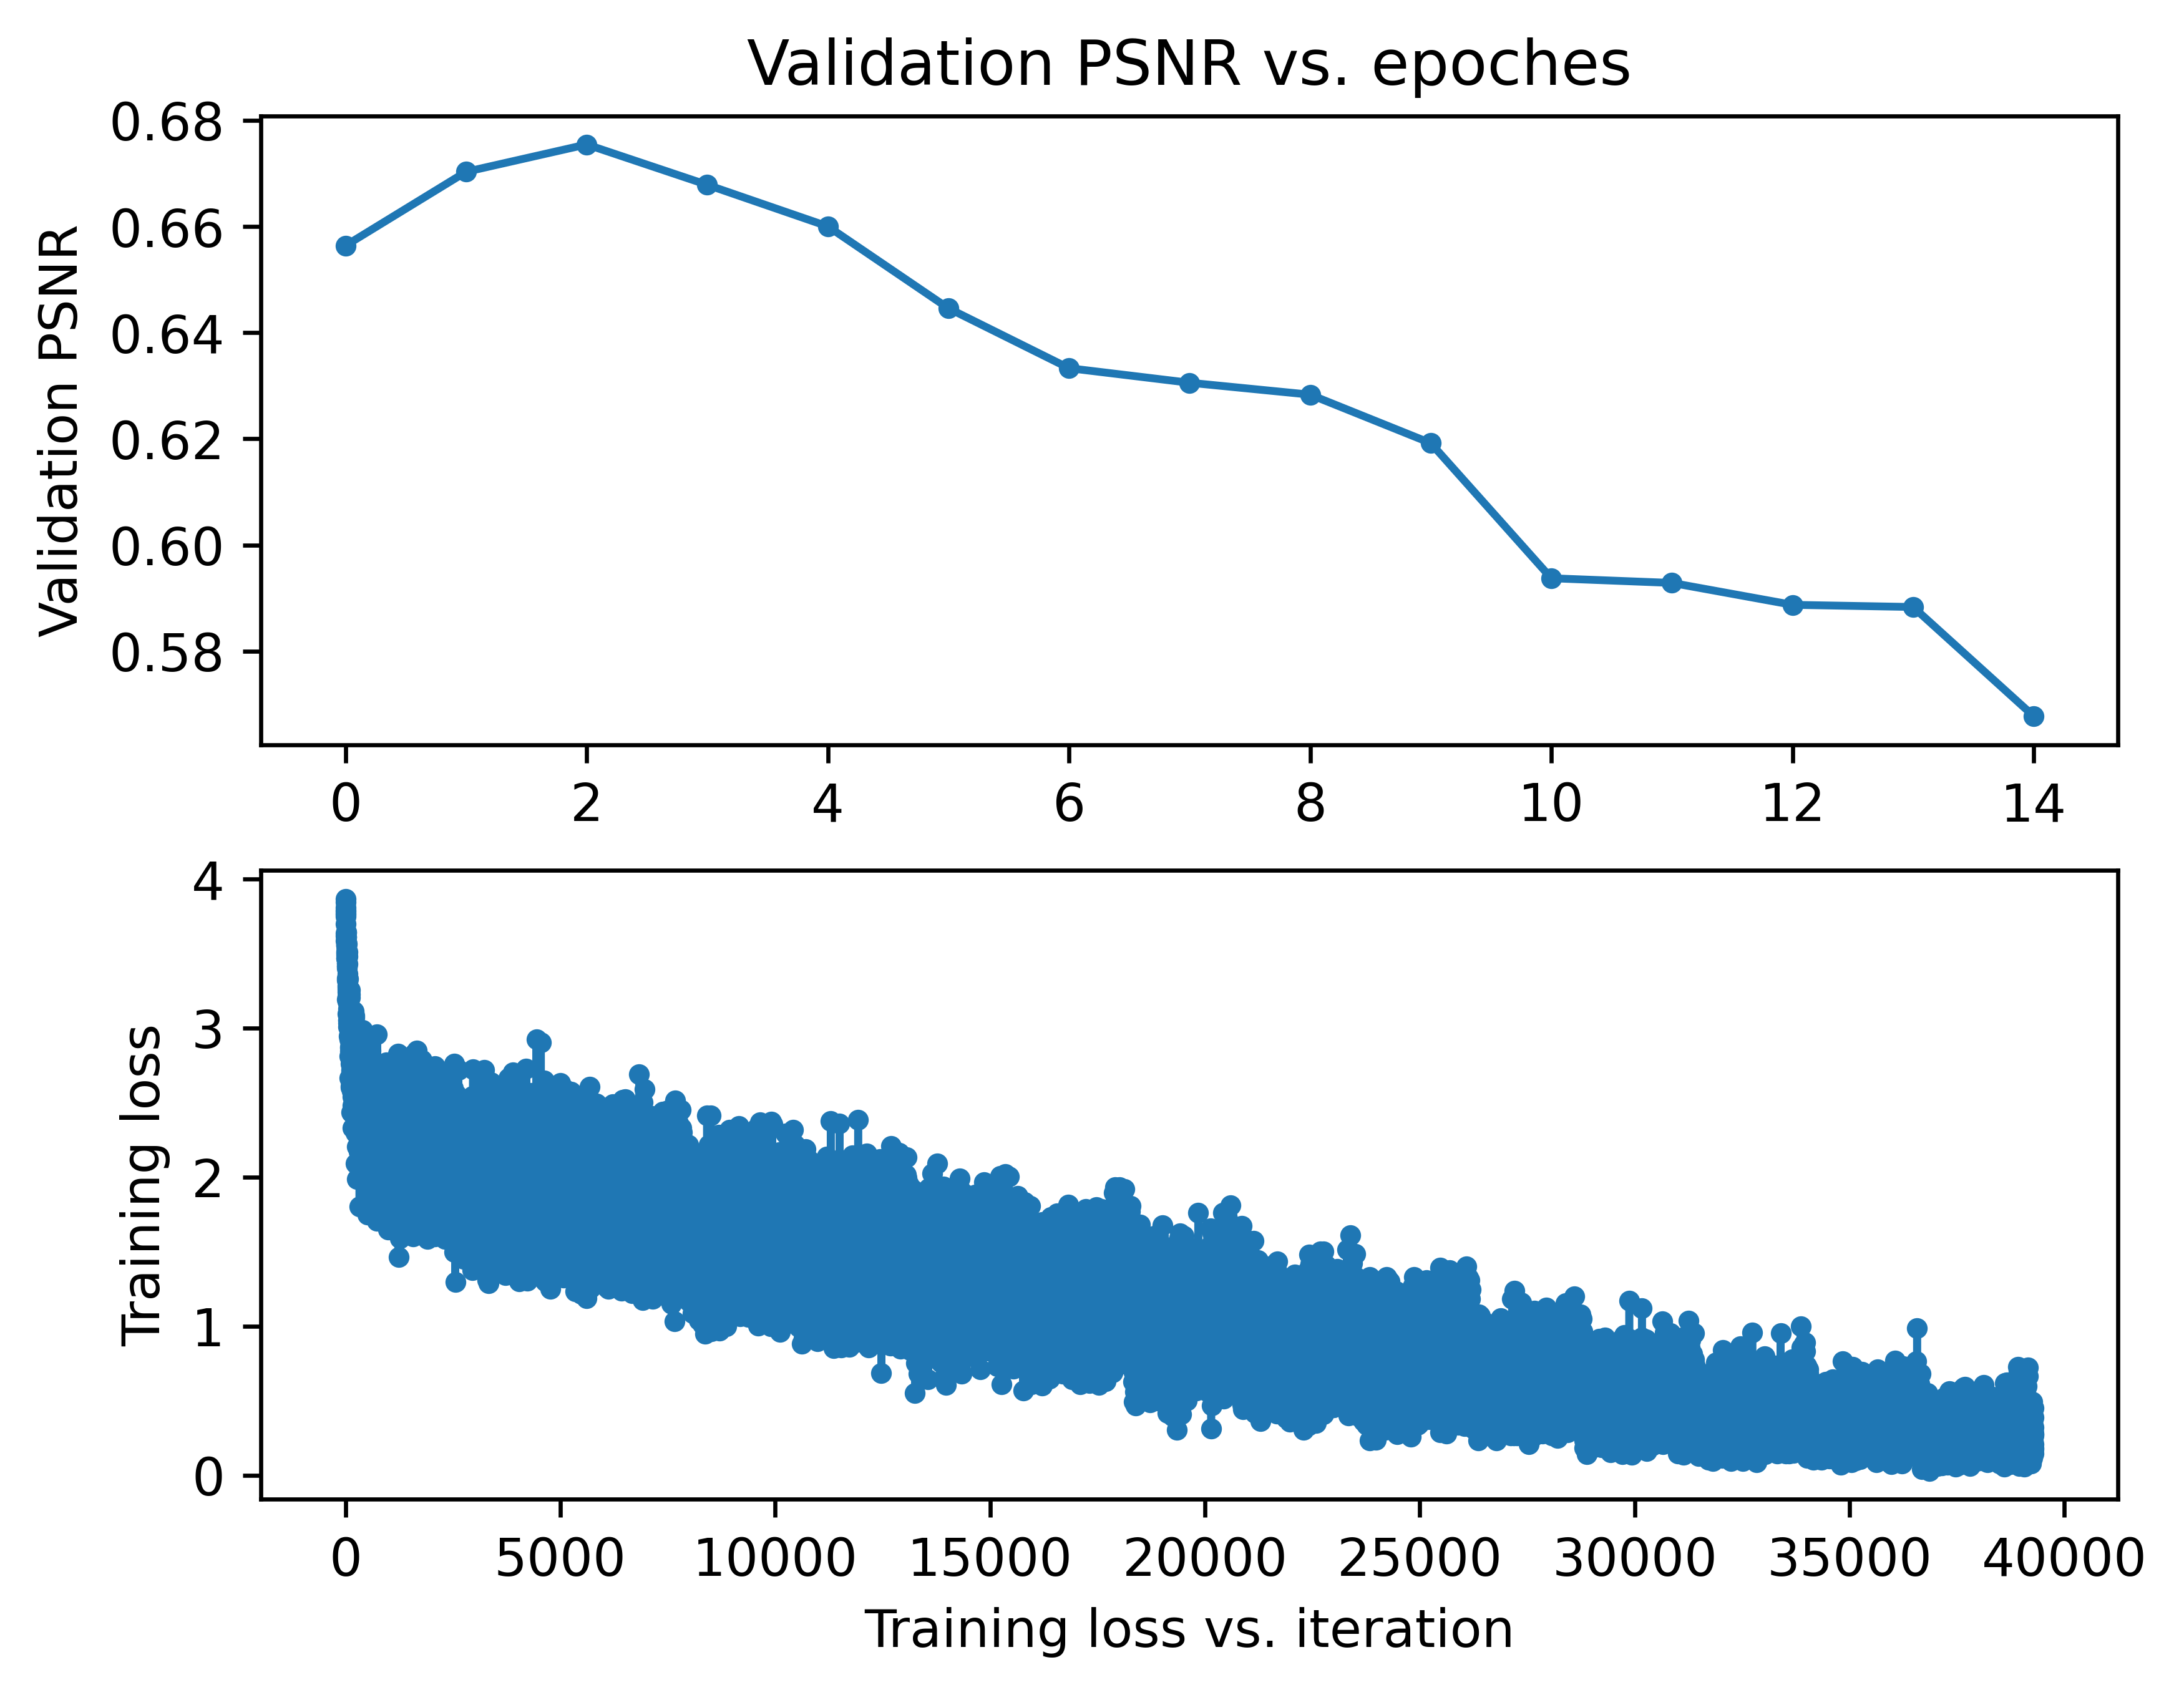 Validation PSNR vs. epoches
Validation PSNR
0.68
0.66
0.64
0.62
0.60
0.58
0 2 4 6 8 10 12 14
Training loss
4
3
2
1
0
0 5000 10000 15000 20000 25000 30000 35000 40000
Training loss vs. iteration